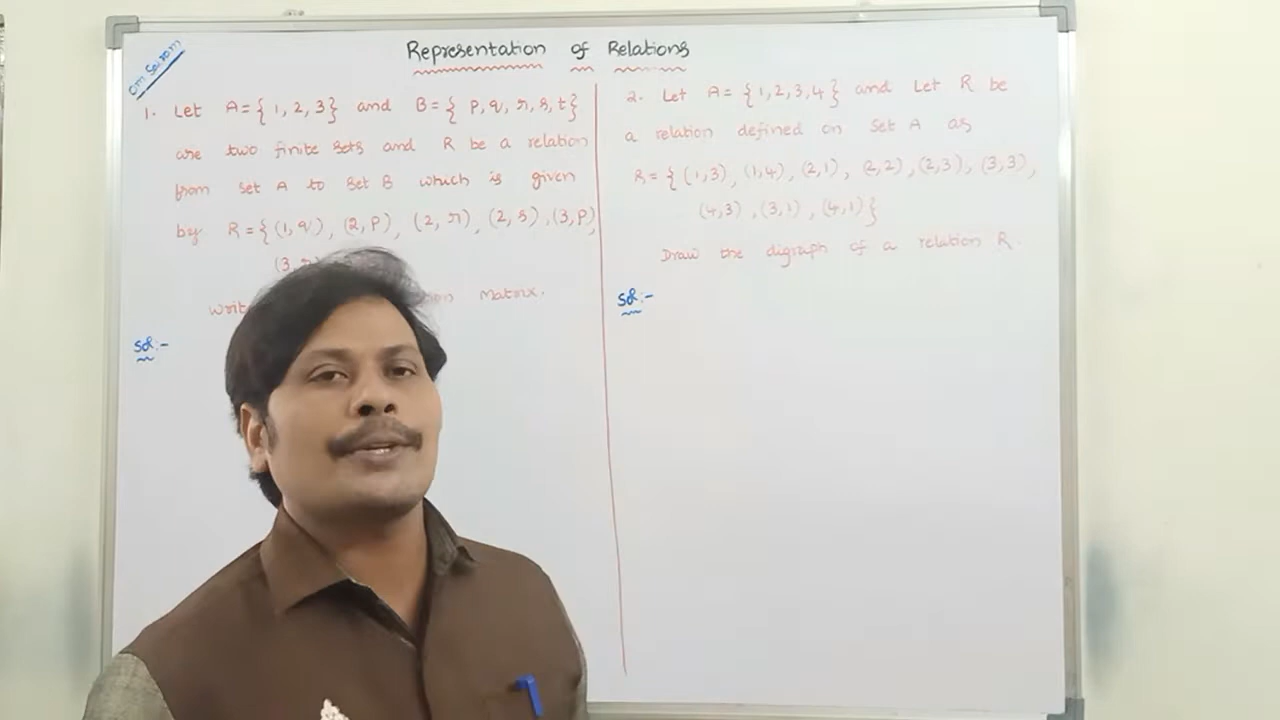 Om Sairam
Representation of Relations
1. Let A = { 1, 2, 3 } and B = { p, q, r, s, t }
are two finite sets and R be a relation
from set A to set B which is given
by R = { (1, q), (2, p), (2, r), (2, s), (3, p),
(3,
Matrix.
Sol:-
2. Let A = { 1, 2, 3, 4 } and Let R be
a relation defined on set A as
R = { (1,3), (1,4), (2,1), (2,2), (2,3), (3,3),
(4,3), (3,1), (4,1) }
Draw the digraph of a relation R.
Sol:-